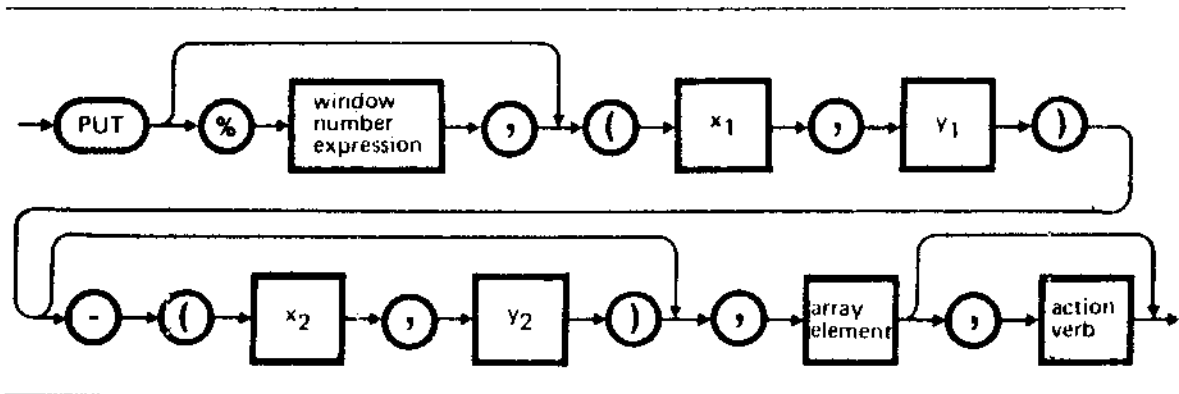 PUT % window number expression , ( x1 , y1 )
- ( x2 , y2 ) , array element , action verb